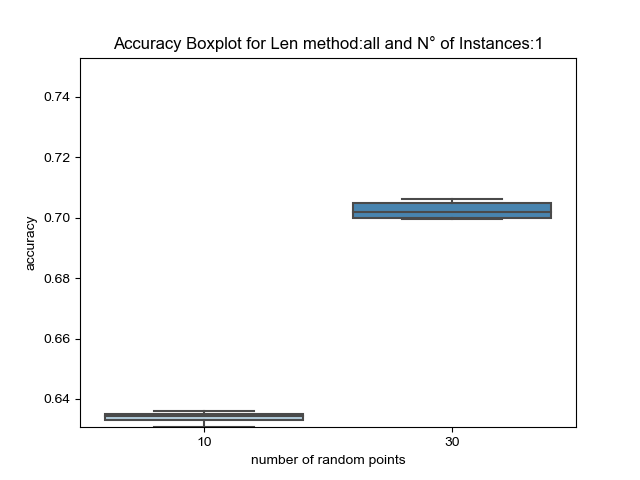 Accuracy Boxplot for Len method:all and N° of Instances:1
0.74
0.72
0.70
0.68
0.66
0.64
accuracy
10 30
number of random points